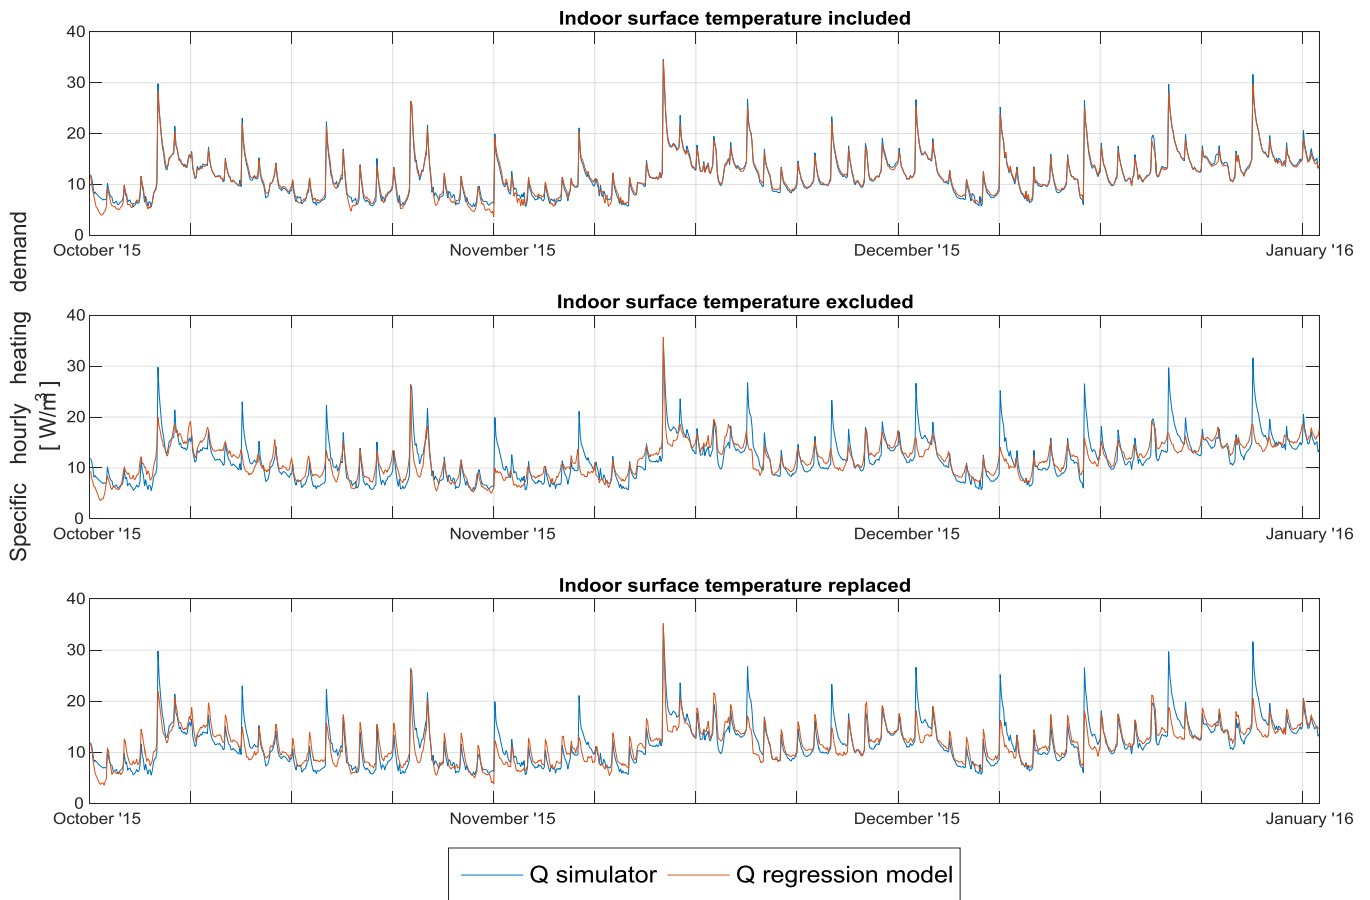 Indoor surface temperature included
40
30
20
10
0
October '15
November '15
December '15
January '16
Specific hourly heating demand
[ W/m3 ]
Indoor surface temperature excluded
40
30
20
10
0
October '15
November '15
December '15
January '16
Indoor surface temperature replaced
40
30
20
10
0
October '15
November '15
December '15
January '16
Q simulator
Q regression model